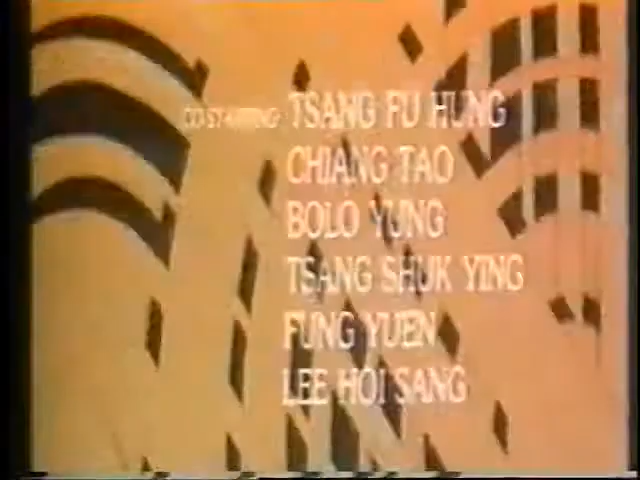 CO-STARRING: TSANG FU HUNG
CHIANG TAO
BOLO YUNG
TSANG SHUK YING
FUNG YUEN
LEE HOI SANG